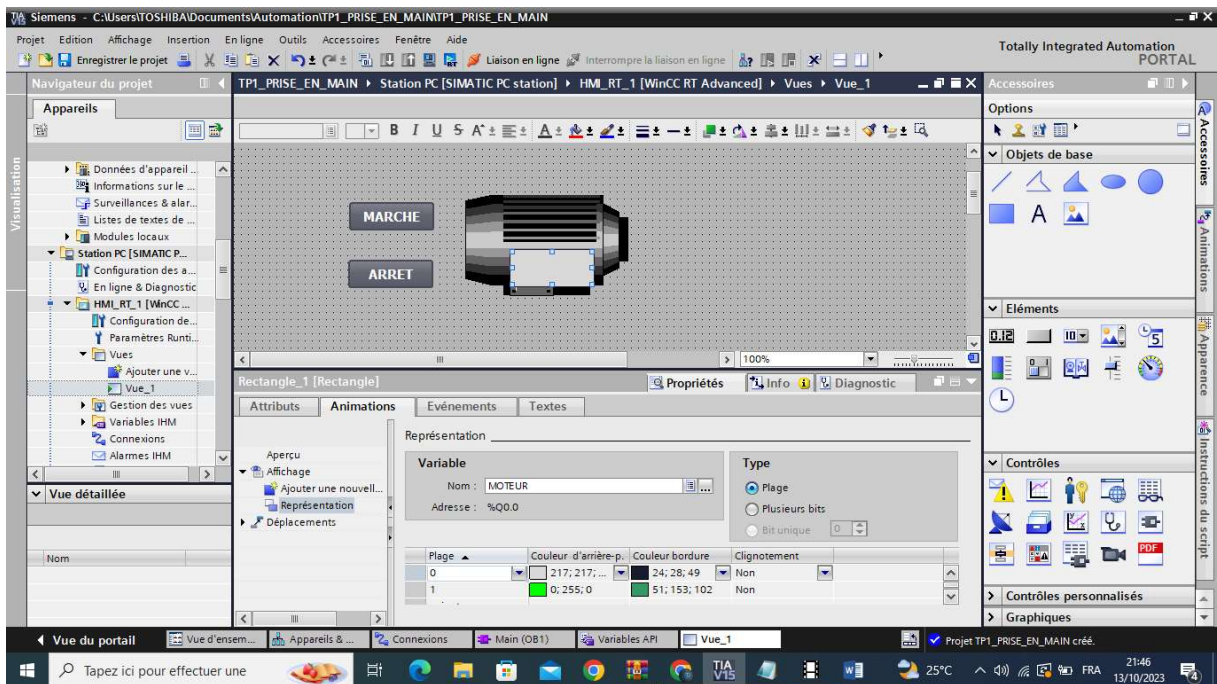 Siemens - C:\Users\TOSHIBA\Documents\Automation\TP1_PRISE_EN_MAIN\TP1_PRISE_EN_MAIN
Projet Edition Affichage Insertion En ligne Outils Accessoires Fenêtre Aide
Totally Integrated Automation
PORTAL
Enregistrer le projet
Liaison en ligne
Interrompre la liaison en ligne
Navigateur du projet
TP1_PRISE_EN_MAIN Station PC [SIMATIC PC station] HMI_RT_1 [WinCC RT Advanced] Vues Vue_1
Accessoires
Appareils
Options
B I U S A
Visualisation
Données d'appareil ..
Informations sur le ...
Surveillances & alar...
Listes de textes de ...
Modules locaux
Station PC [SIMATIC P...
Configuration des a...
En ligne & Diagnostic
HMI_RT_1 [WinCC ...
Configuration de...
Paramètres Runti...
Vues
Ajouter une v...
Vue_1
Gestion des vues
Variables IHM
Connexions
Alarmes IHM
Vue détaillée
Nom
MARCHE
ARRET
100%
Rectangle_1 [Rectangle]
Propriétés
Info
Diagnostic
Attributs Animations Evénements Textes
Aperçu
Affichage
Ajouter une nouvell...
Représentation
Déplacements
Représentation
Variable
Nom : MOTEUR
Adresse : %Q0.0
Type
Plage
Plusieurs bits
Bit unique 0
Plage Couleur d'arrière-p. Couleur bordure Clignotement
0 217; 217; ... 24; 28; 49 Non
1 0; 255; 0 51; 153; 102 Non
Objets de base
A
Eléments
0.12
10
5
Contrôles
PDF
Contrôles personnalisés
Graphiques
Accessoires
Animations
Apparence
Instructions du script
Vue du portail
Vue d'ensem...
Appareils & ...
Connexions
Main (OB1)
Variables API
Vue_1
Projet TP1_PRISE_EN_MAIN créé.
Tapez ici pour effectuer une
TIA
V15
25°C
FRA
21:46
13/10/2023